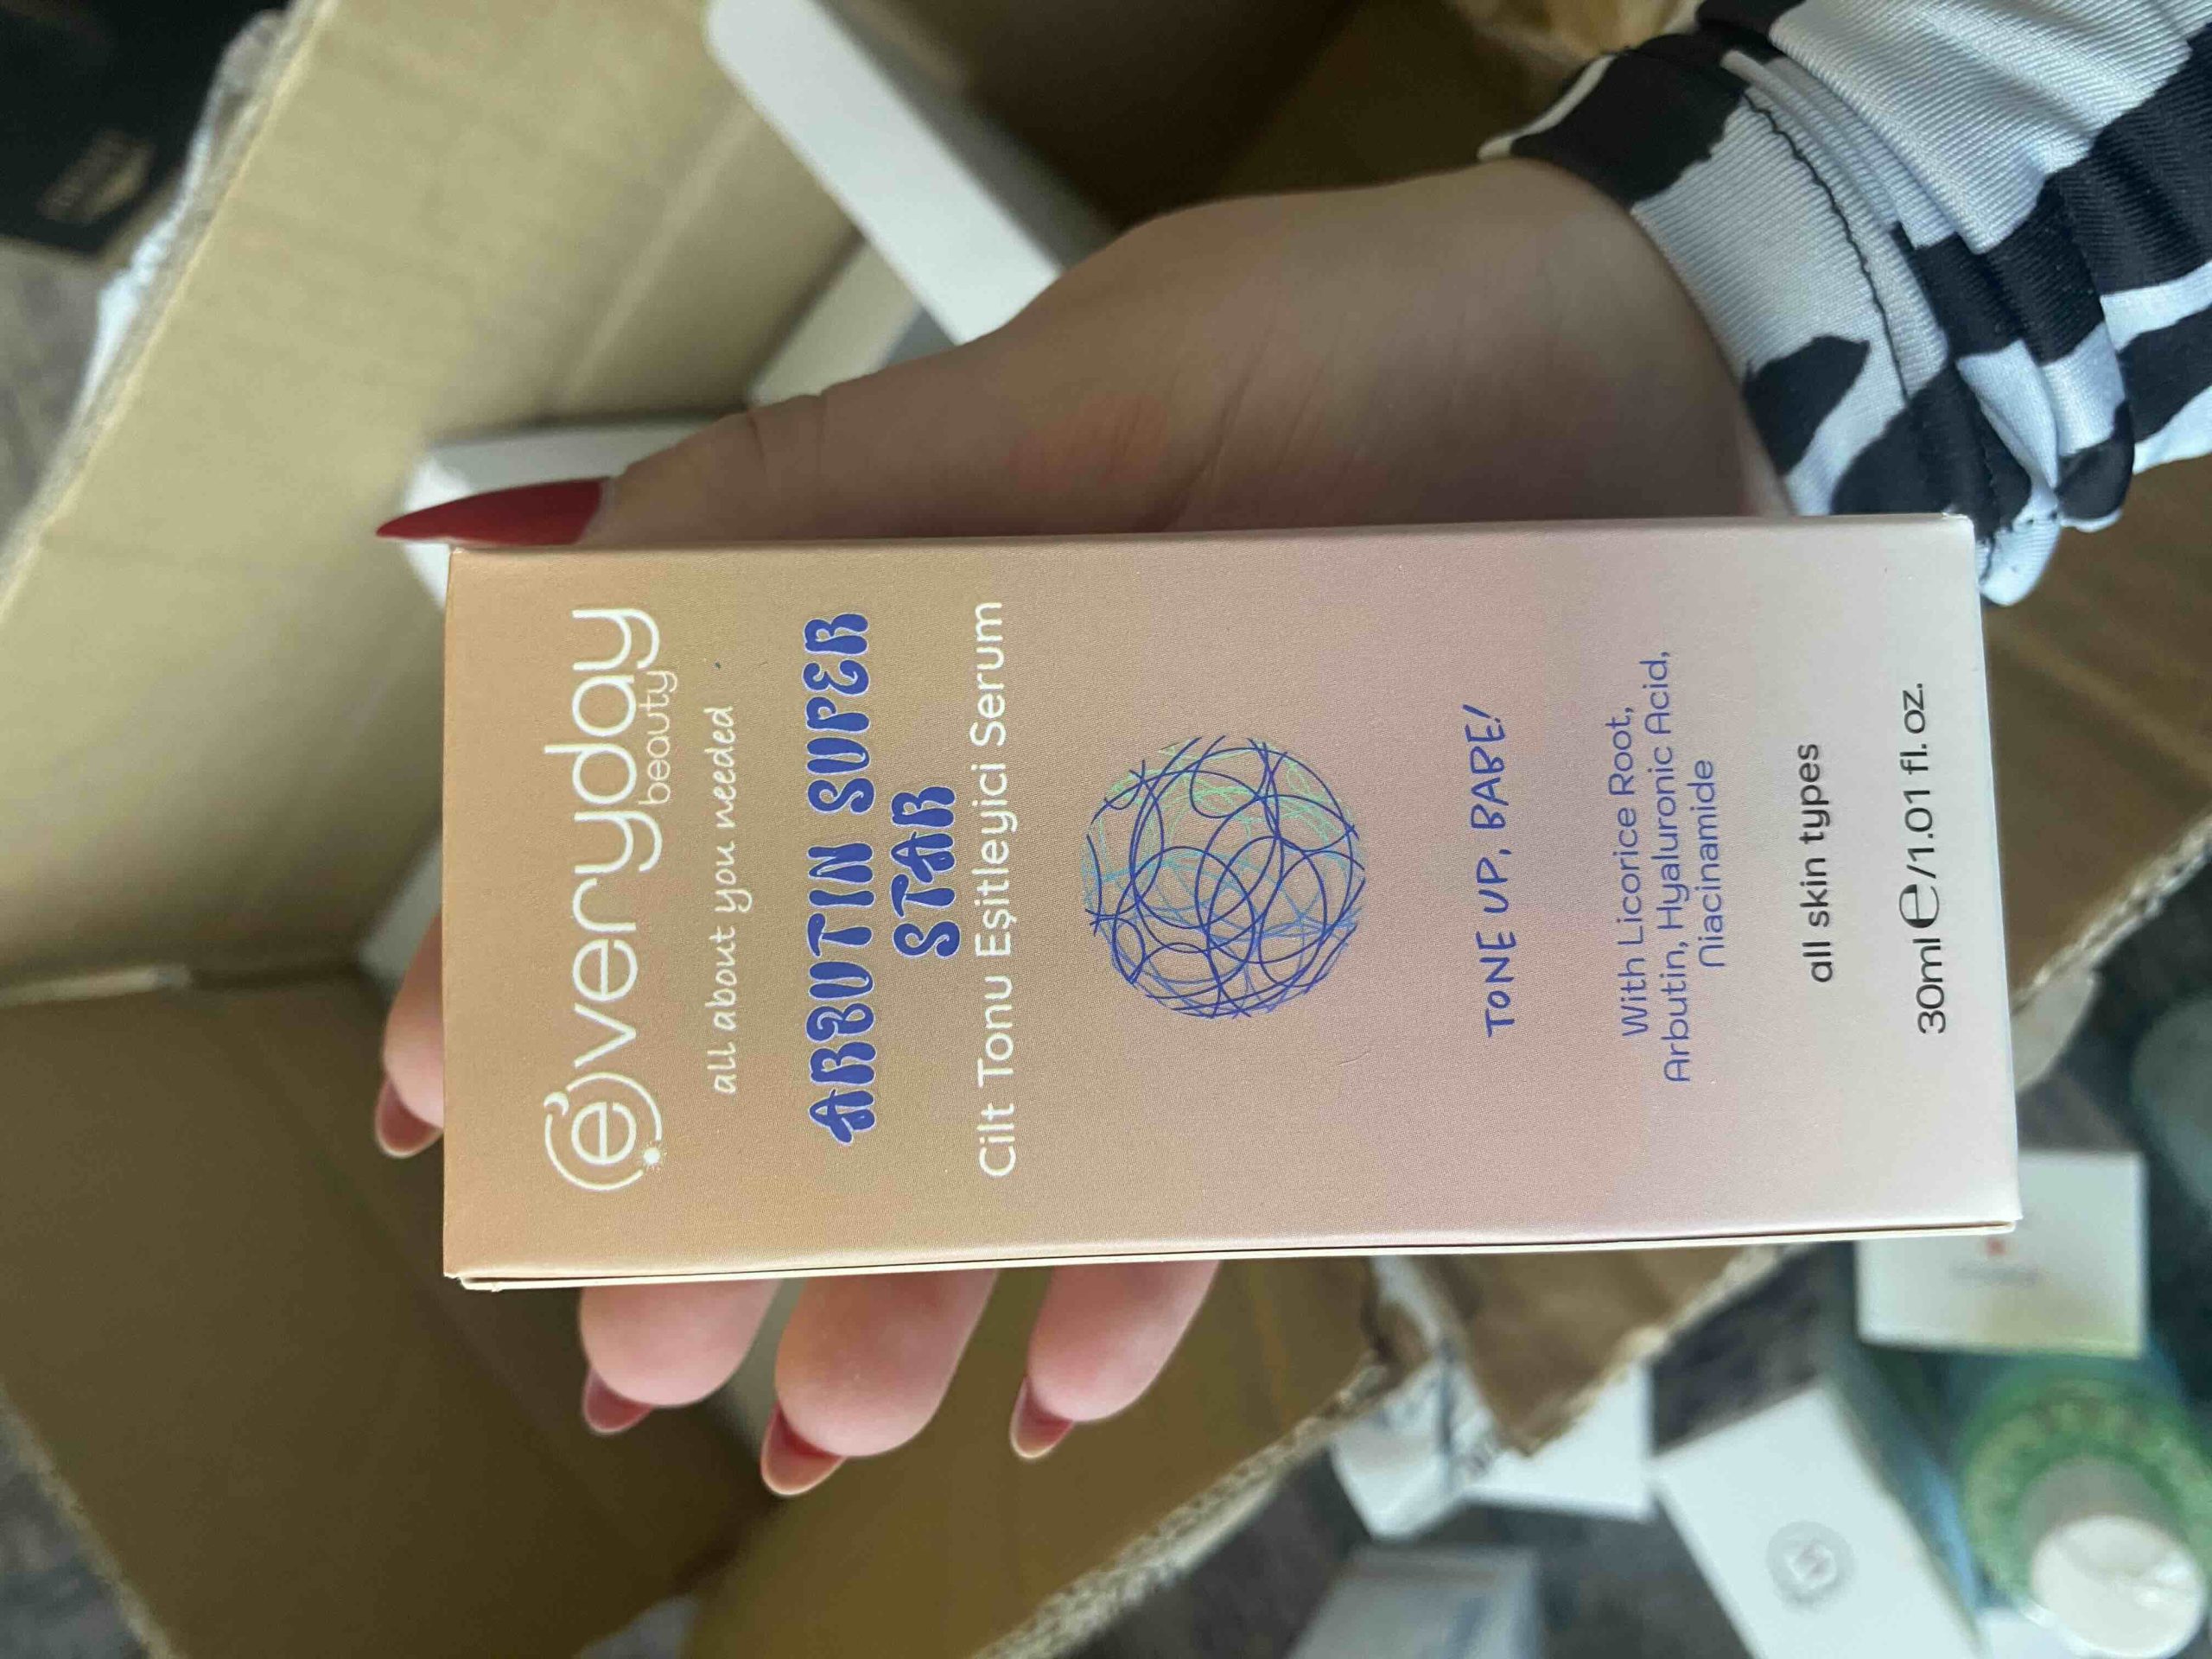 everyday
beauty
all about you needed
ARBUTIN SUPER
STAR
Cilt Tonu Eşitleyici Serum
TONE UP, BABE!
With Licorice Root,
Arbutin, Hyaluronic Acid,
Niacinamide
all skin types
30ml e/1.01 fl. oz.